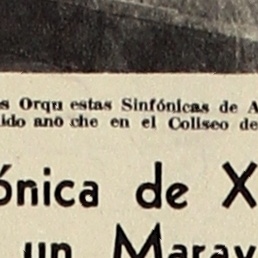 s Orqu estas Sinfónicas de A
ido ano che en el Coliseo de
ónica de X
un Marav